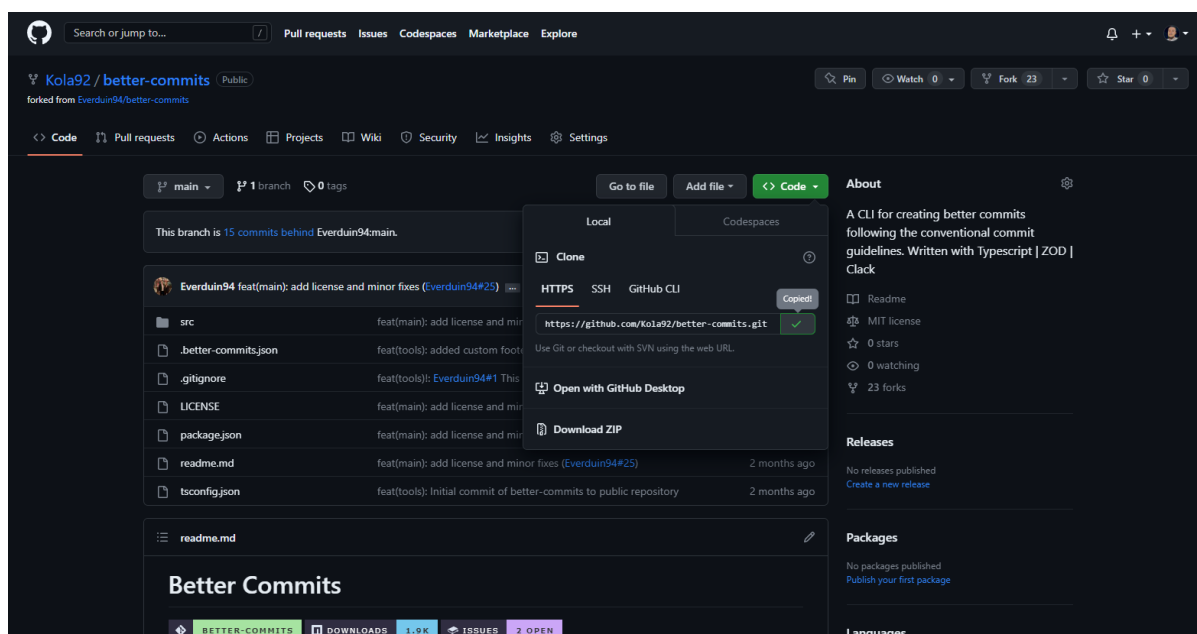 Search or jump to... /
Pull requests Issues Codespaces Marketplace Explore
Kola92 / better-commits Public
forked from Everduin94/better-commits
Pin Watch 0 Fork 23 Star 0
Code Pull requests Actions Projects Wiki Security Insights Settings
main 1 branch 0 tags
Go to file Add file Code
This branch is 15 commits behind Everduin94:main.
Everduin94 feat(main): add license and minor fixes (Everduin94#25) ...
src feat(main): add license and
.better-commits.json feat(tools): added custom
.gitignore feat(tools)!: Everduin94#1 This
LICENSE feat(main): add license and
package.json feat(main): add license and
readme.md feat(main): add license and minor fixes (Everduin94#25) 2 months ago
tsconfig.json feat(tools): Initial commit of better-commits to public repository 2 months ago
Local Codespaces
Clone
HTTPS SSH GitHub CLI
Copied!
https://github.com/Kola92/better-commits.git
Use Git or checkout with SVN using the web URL.
Open with GitHub Desktop
Download ZIP
readme.md
Better Commits
BETTER-COMMITS DOWNLOADS 1.9K ISSUES 2 OPEN
About
A CLI for creating better commits
following the conventional commit
guidelines. Written with Typescript | ZOD |
Clack
Readme
MIT license
0 stars
0 watching
23 forks
Releases
No releases published
Create a new release
Packages
No packages published
Publish your first package
Languages